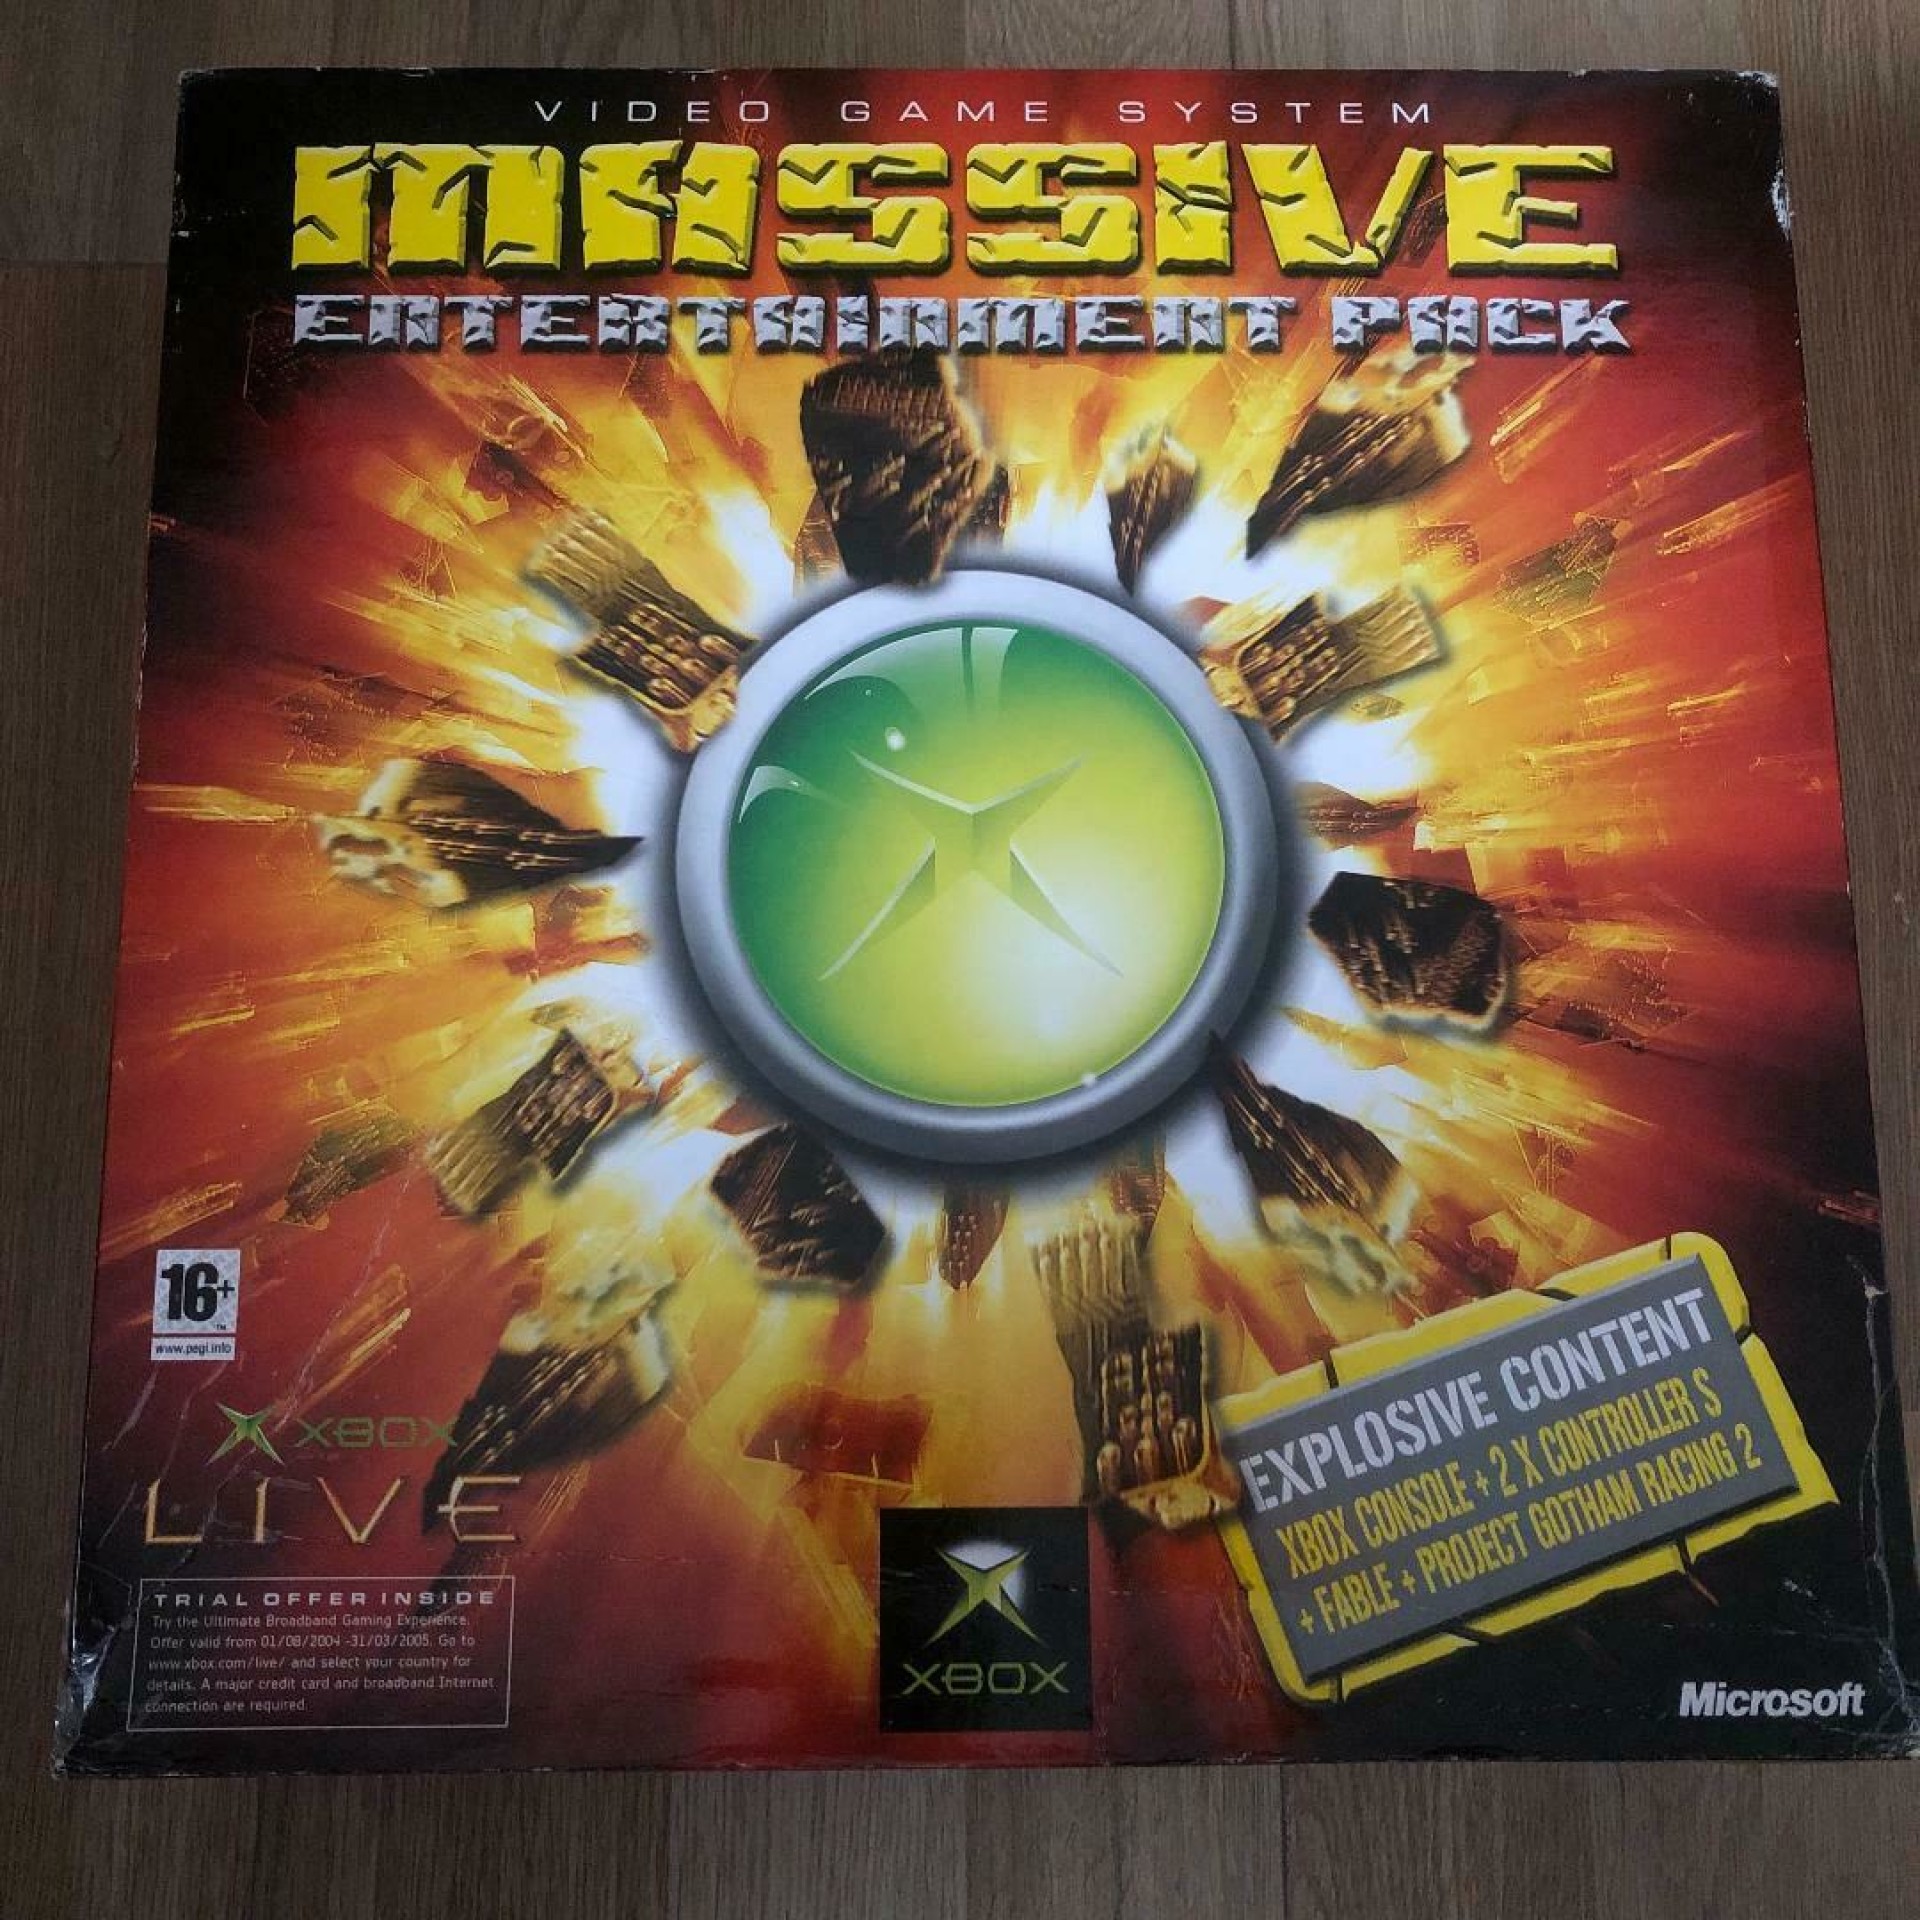 VIDEO GAME SYSTEM
MASSIVE
ENTERTAINMENT PACK
16+
™
www.pegi.info
XBOX
LIVE
TRIAL OFFER INSIDE
Try the Ultimate Broadband Gaming Experience.
Offer valid from 01/08/2004 -31/03/2005. Go to
www.xbox.com/live/ and select your country for
details. A major credit card and broadband Internet
connection are required.
XBOX
EXPLOSIVE CONTENT
XBOX CONSOLE + 2 X CONTROLLER S
+ FABLE + PROJECT GOTHAM RACING 2
Microsoft